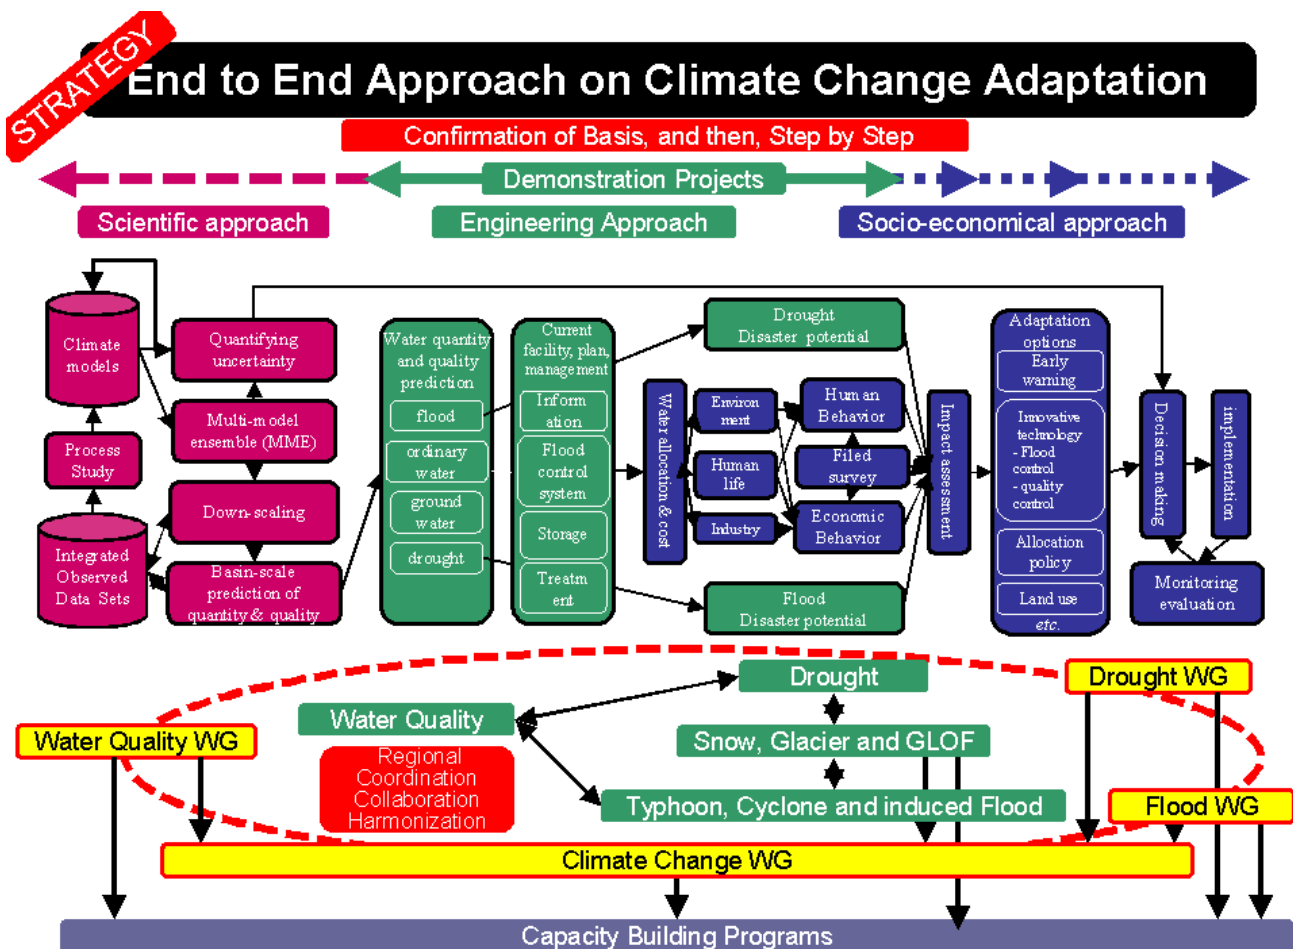 STRATEGY
End to End Approach on Climate Change Adaptation
Confirmation of Basis, and then, Step by Step
Demonstration Projects
Scientific approach
Engineering Approach
Socio-economical approach
Climate
models
Process
Study
Integrated
Observed
Data Sets
Quantifying
uncertainty
Multi-model
ensemble (MME)
Down-scaling
Basin-scale
prediction of
quantity & quality
Water quantity
and quality
prediction
flood
ordinary
water
ground
water
drought
Current
facility, plan,
management
Inform
ation
Flood
control
system
Storage
Treatm
ent
Drought
Disaster potential
Water allocation & cost
Environ
ment
Human
life
Industry
Human
Behavior
Filed
survey
Economic
Behavior
Flood
Disaster potential
Impact assessment
Adaptation
options
Early
warning
Innovative
technology
- Flood
control
- quality
control
Allocation
policy
Land use
etc.
Decision making
implementation
Monitoring
evaluation
Drought
Drought WG
Water Quality
Water Quality WG
Snow, Glacier and GLOF
Regional
Coordination
Collaboration
Harmonization
Typhoon, Cyclone and induced Flood
Flood WG
Climate Change WG
Capacity Building Programs